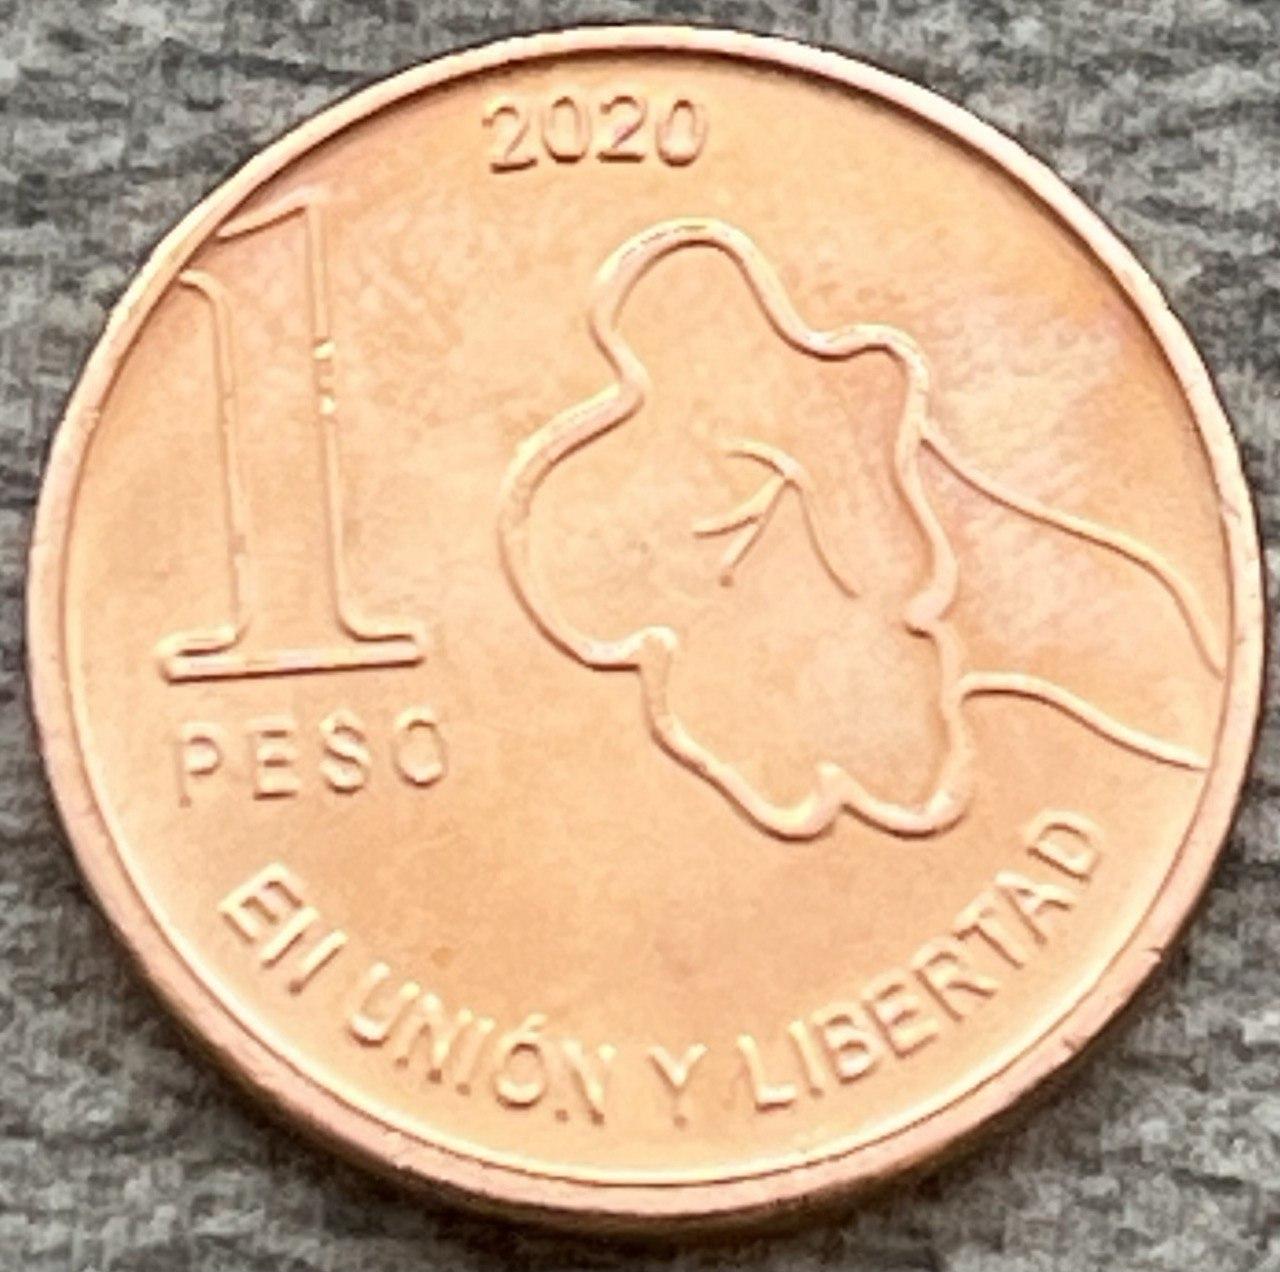 2020
1
PESO
EN UNIÓN Y LIBERTAD